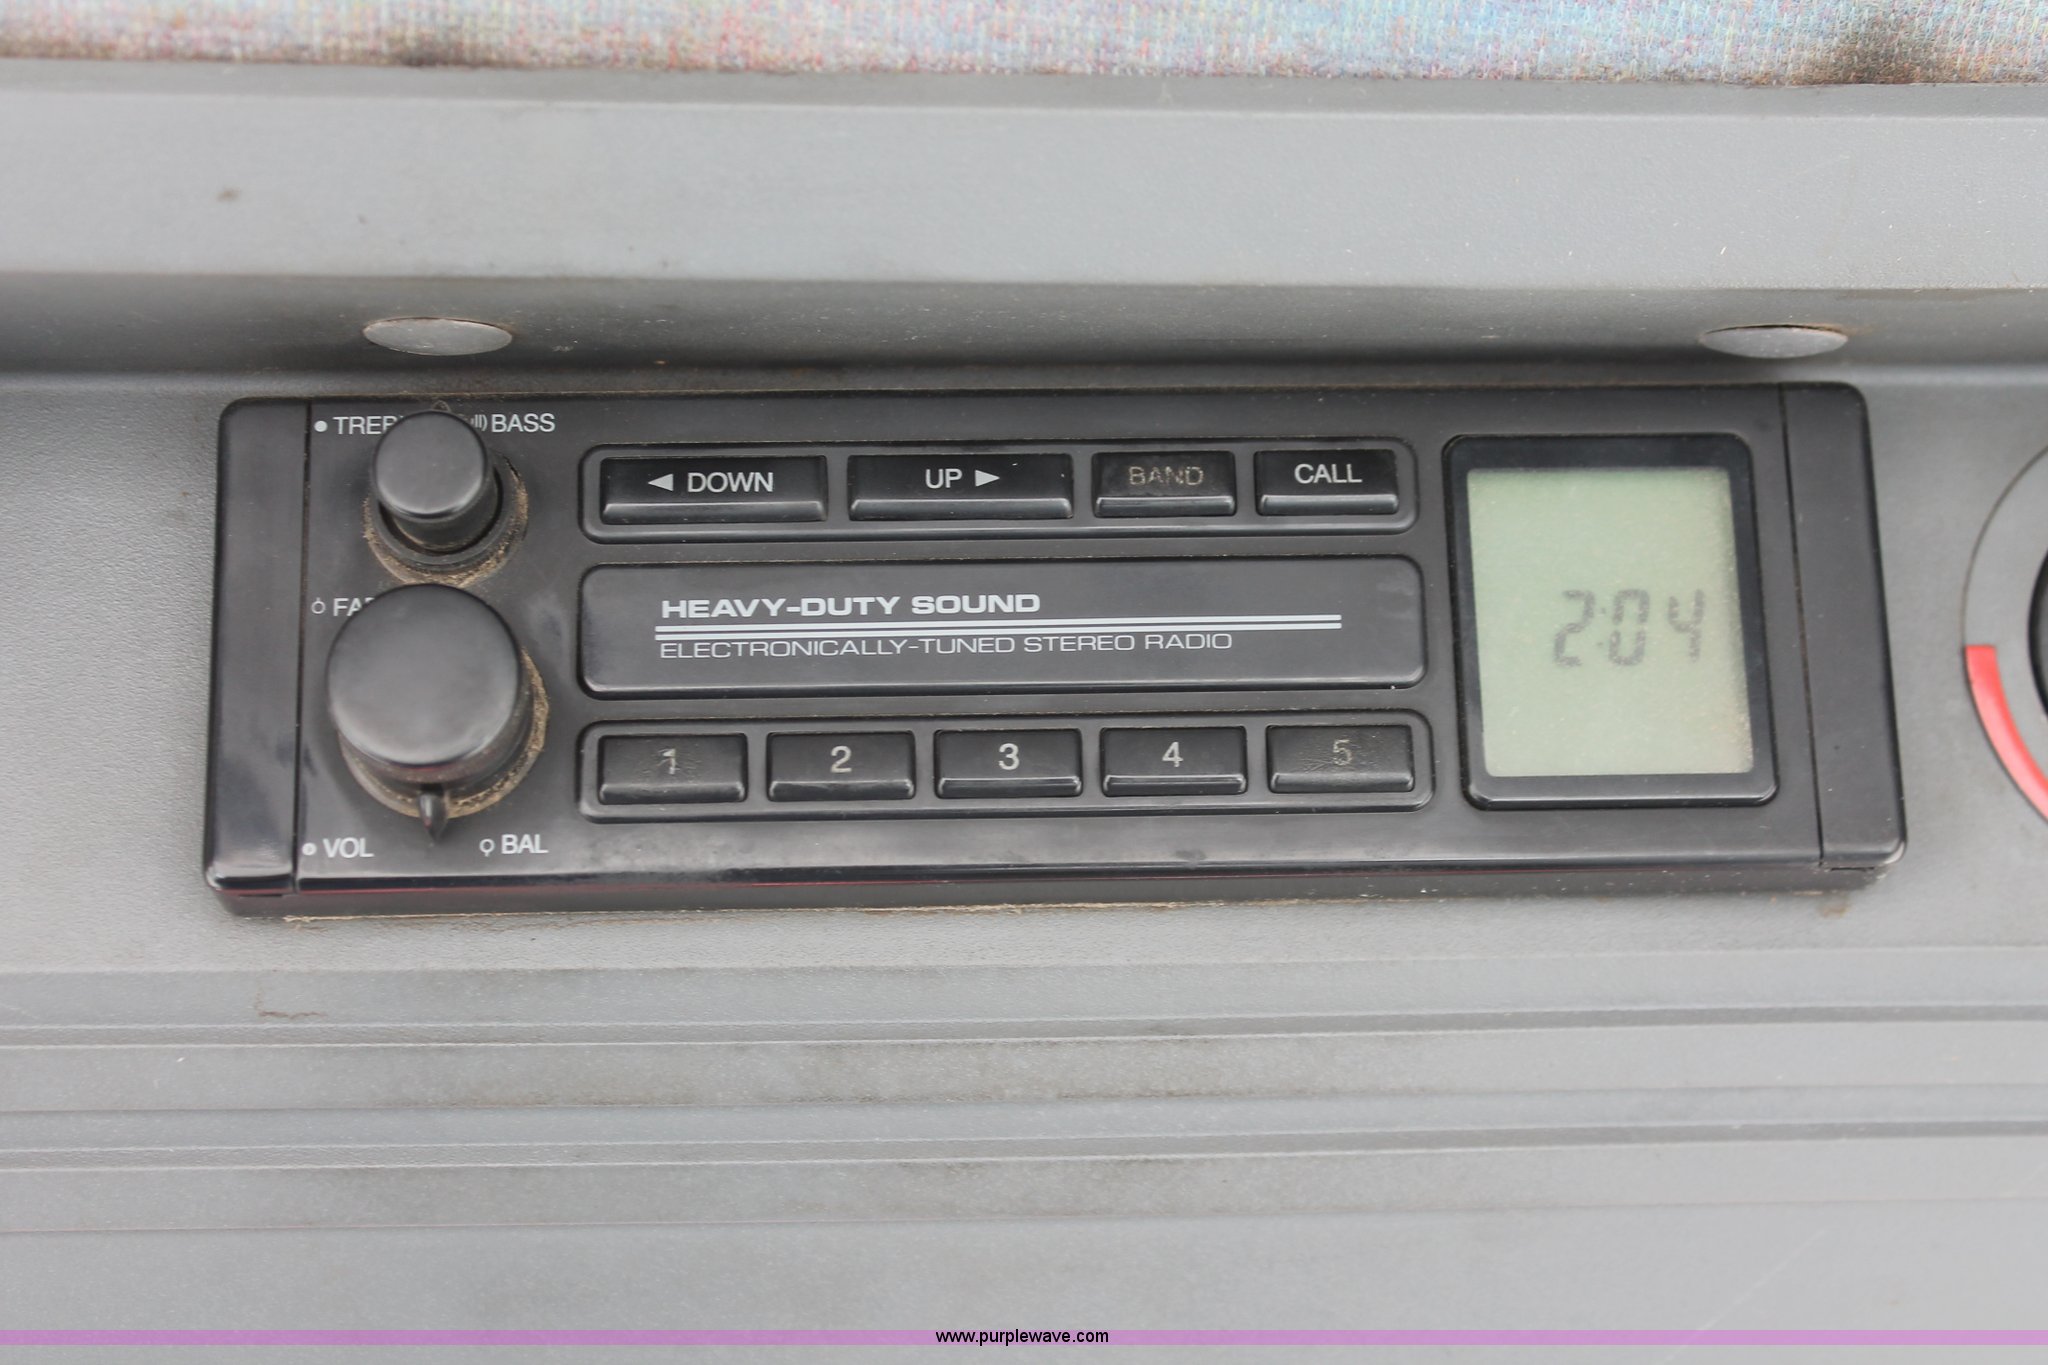 BASS
DOWN
UP
BAND
CALL
2:04
HEAVY-DUTY SOUND
ELECTRONICALLY-TUNED STEREO RADIO
1
2
3
4
5
VOL
BAL
www.purplewave.com